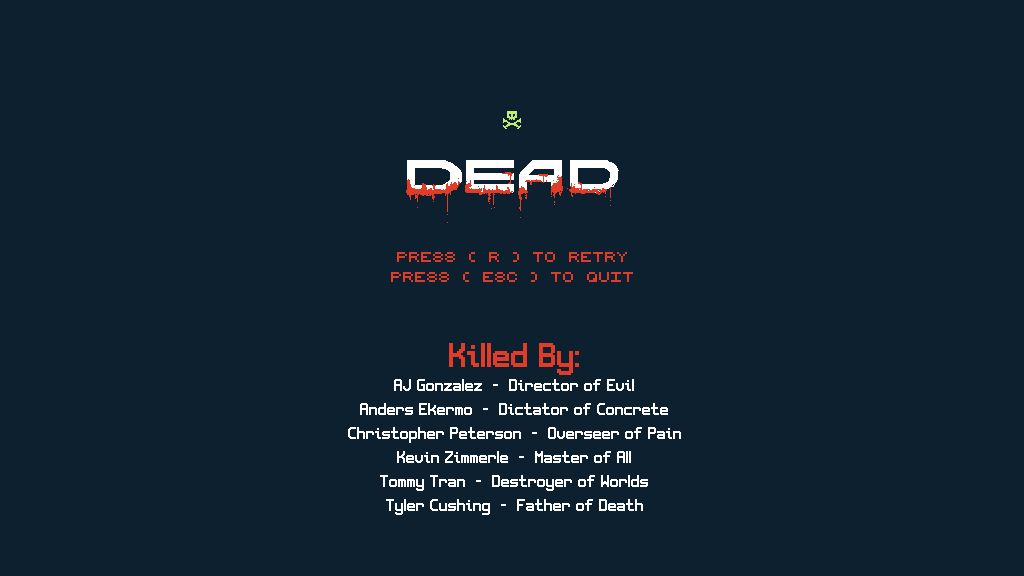 DEAD
PRESS ( R ) TO RETRY
PRESS ( ESC ) TO QUIT
Killed By:
AJ Gonzalez - Director of Evil
Anders Ekermo - Dictator of Concrete
Christopher Peterson - Overseer of Pain
Kevin Zimmerle - Master of All
Tommy Tran - Destroyer of Worlds
Tyler Cushing - Father of Death